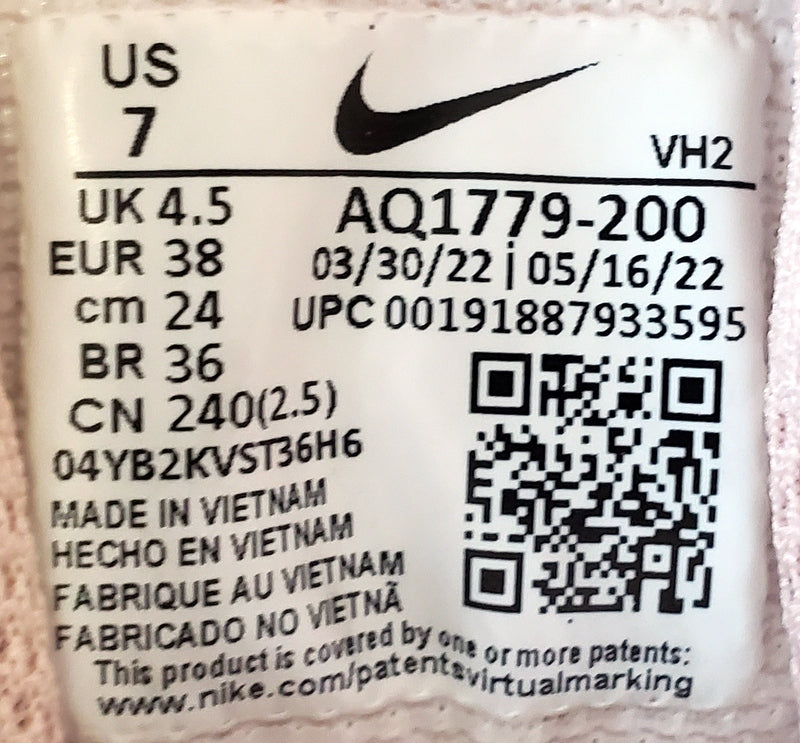 US
7
VH2
UK 4.5
EUR 38
cm 24
BR 36
CN 240(2.5)
AQ1779-200
03/30/22 | 05/16/22
UPC 00191887933595
04YB2KVST36H6
MADE IN VIETNAM
HECHO EN VIETNAM
FABRIQUE AU VIETNAM
FABRICADO NO VIETNÃ
This product is covered by one or more patents:
www.nike.com/patentsvirtualmarking